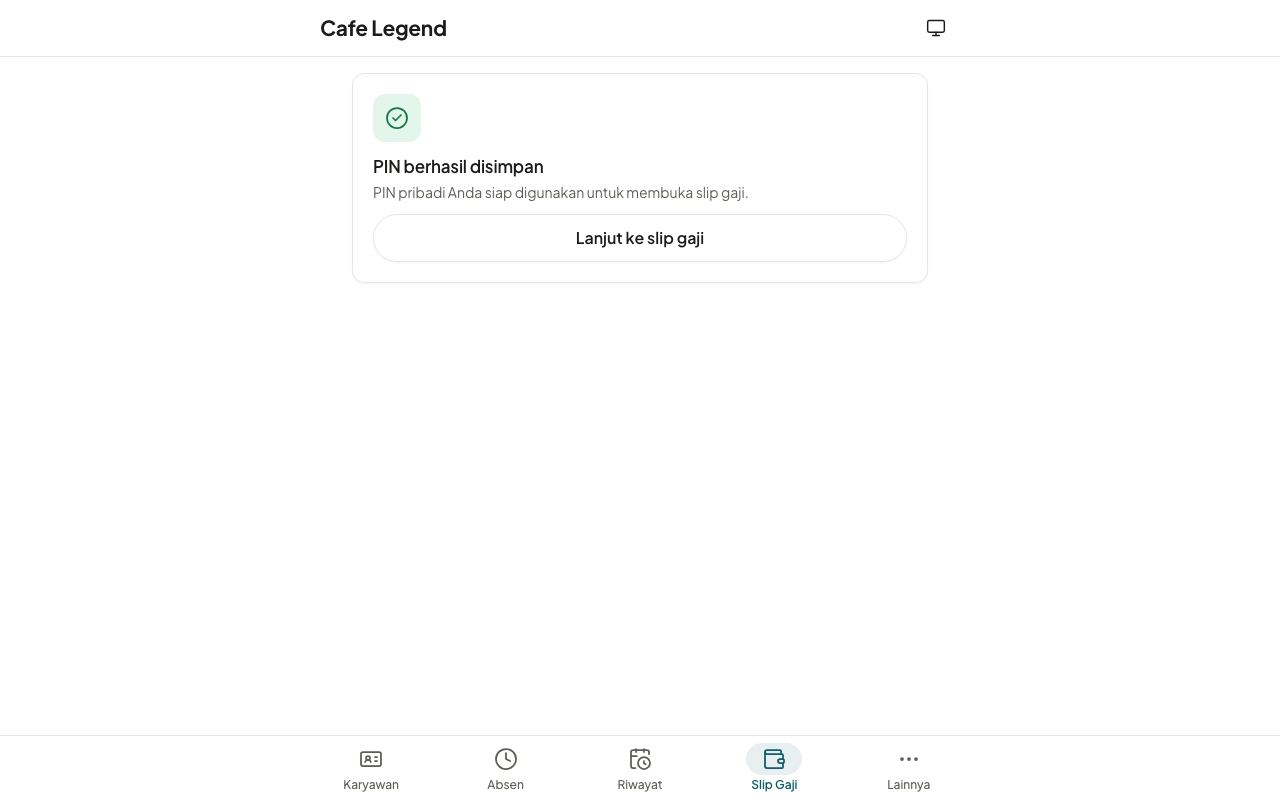 Cafe Legend
PIN berhasil disimpan
PIN pribadi Anda siap digunakan untuk membuka slip gaji.
Lanjut ke slip gaji
Karyawan
Absen
Riwayat
Slip Gaji
Lainnya